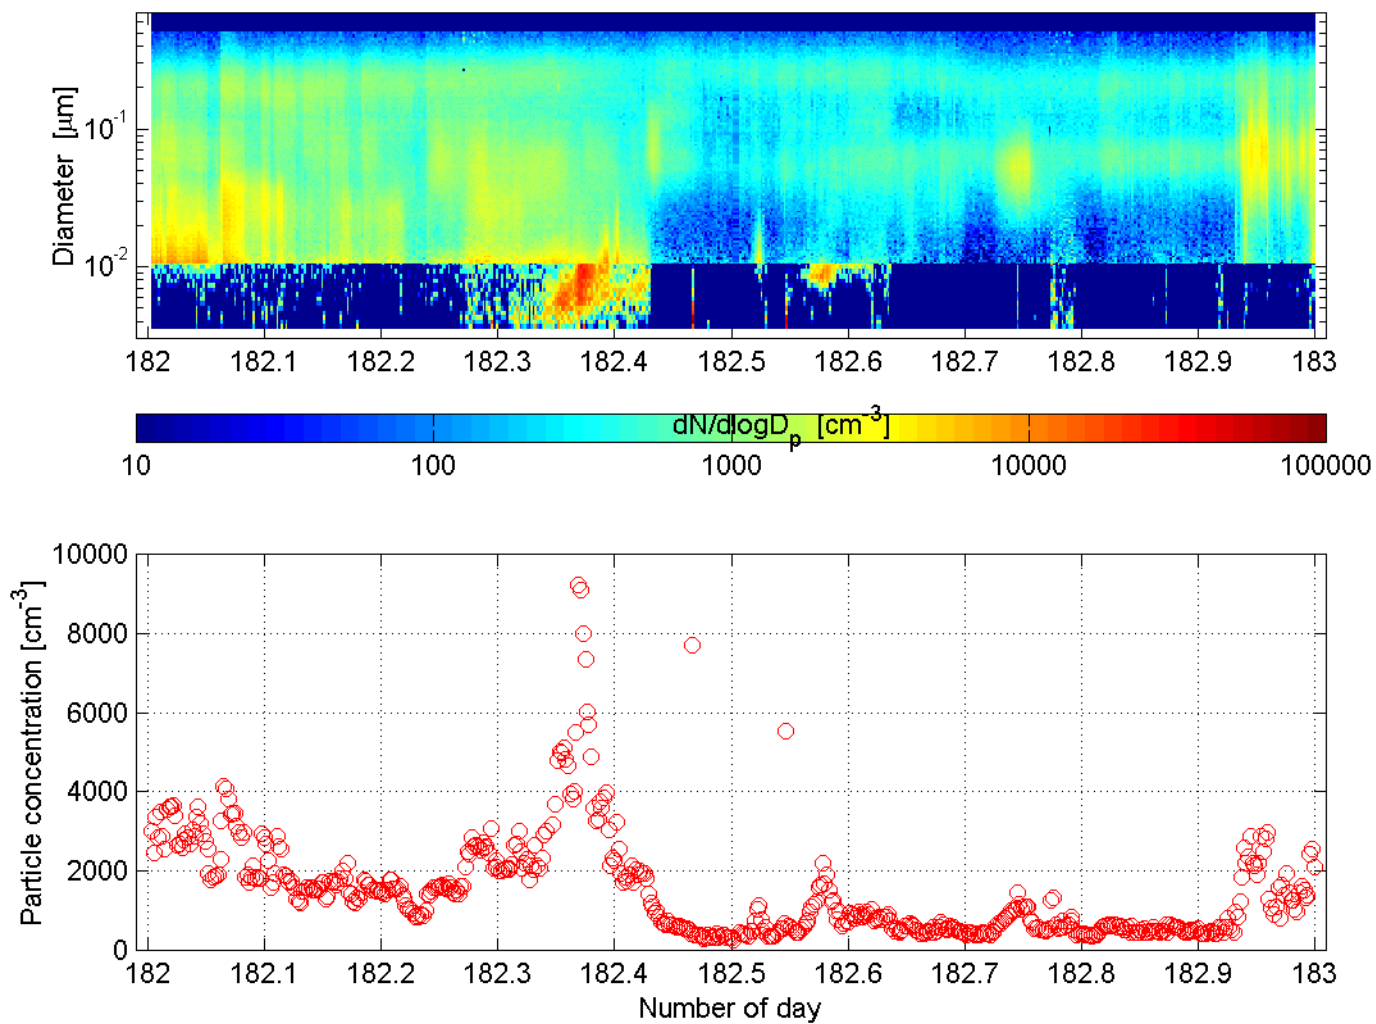 Diameter [µm]
10⁻¹
10⁻²
182 182.1 182.2 182.3 182.4 182.5 182.6 182.7 182.8 182.9 183
dN/dlogDₚ [cm⁻³]
10 100 1000 10000 100000
Particle concentration [cm⁻³]
10000
8000
6000
4000
2000
0
182 182.1 182.2 182.3 182.4 182.5 182.6 182.7 182.8 182.9 183
Number of day